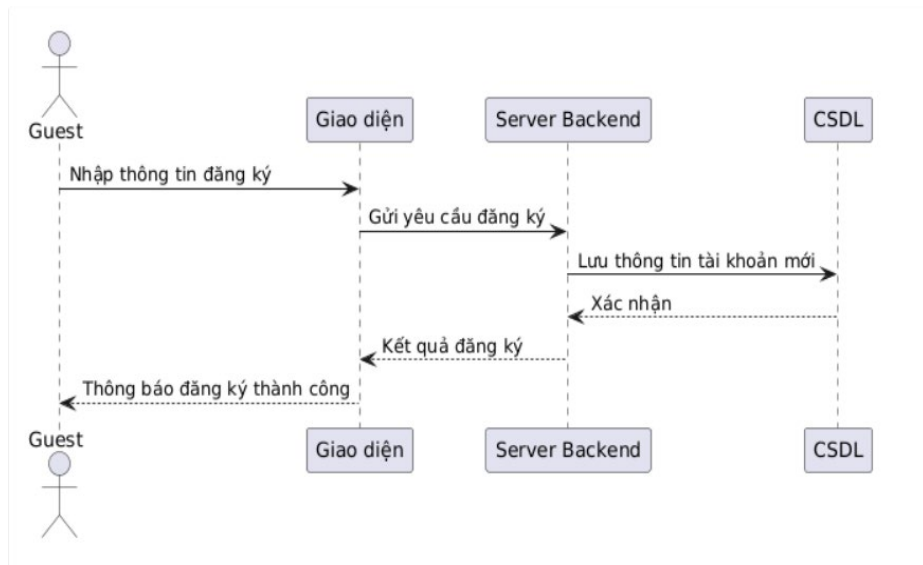 Guest
Giao diện
Server Backend
CSDL
Nhập thông tin đăng ký
Gửi yêu cầu đăng ký
Lưu thông tin tài khoản mới
Xác nhận
Kết quả đăng ký
Thông báo đăng ký thành công
Guest
Giao diện
Server Backend
CSDL